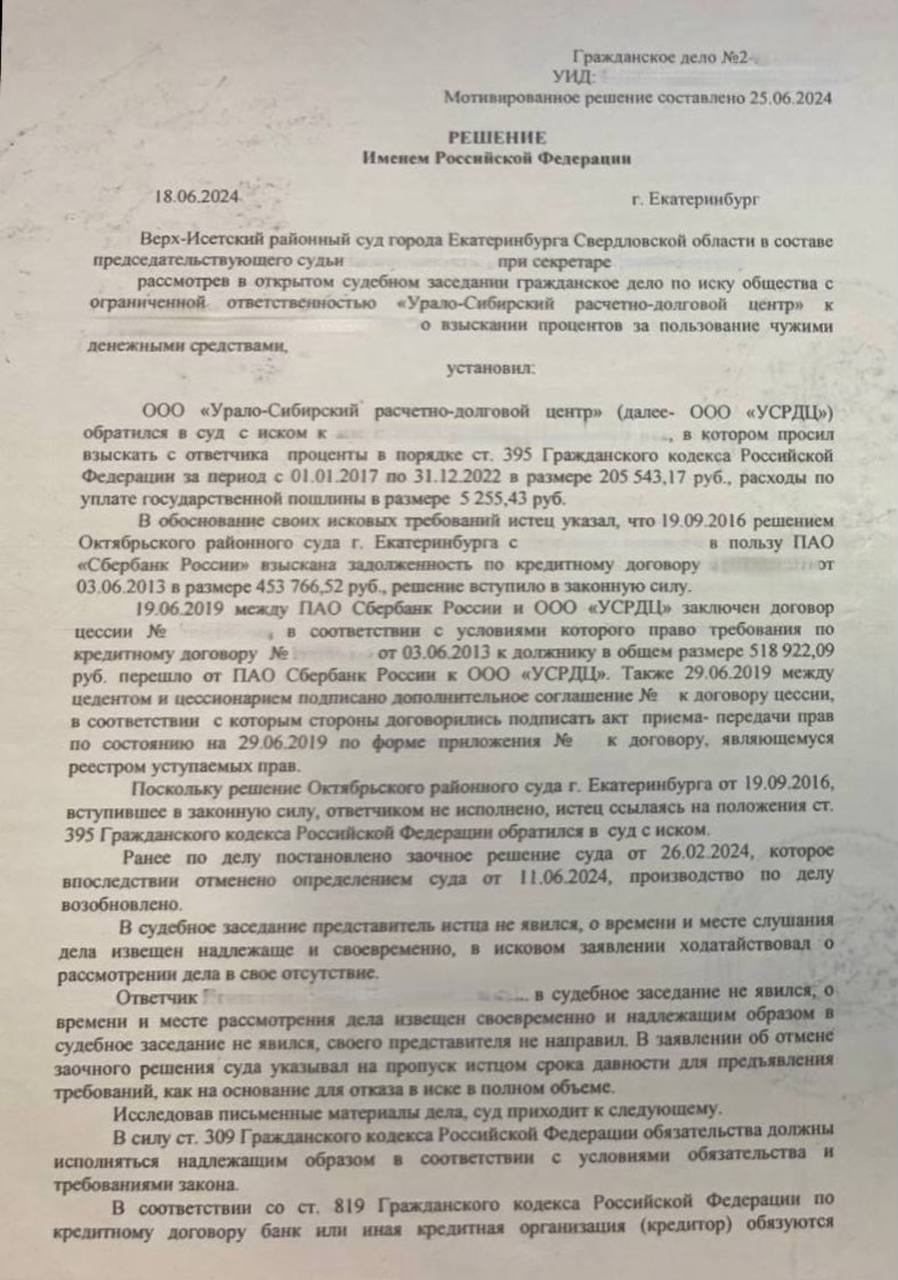 Гражданское дело №2-
УИД:
Мотивированное решение составлено 25.06.2024
РЕШЕНИЕ
Именем Российской Федерации
18.06.2024 г. Екатеринбург
Верх-Исетский районный суд города Екатеринбурга Свердловской области в составе
председательствующего судьи при секретаре
рассмотрев в открытом судебном заседании гражданское дело по иску общества с
ограниченной ответственностью «Урало-Сибирский расчетно-долговой центр» к
о взыскании процентов за пользование чужими
денежными средствами,
установил:
ООО «Урало-Сибирский расчетно-долговой центр» (далее- ООО «УСРДЦ»)
обратился в суд с иском к , в котором просил
взыскать с ответчика проценты в порядке ст. 395 Гражданского кодекса Российской
Федерации за период с 01.01.2017 по 31.12.2022 в размере 205 543,17 руб., расходы по
уплате государственной пошлины в размере 5 255,43 руб.
В обоснование своих исковых требований истец указал, что 19.09.2016 решением
Октябрьского районного суда г. Екатеринбурга с в пользу ПАО
«Сбербанк России» взыскана задолженность по кредитному договору от
03.06.2013 в размере 453 766,52 руб., решение вступило в законную силу.
19.06.2019 между ПАО Сбербанк России и ООО «УСРДЦ» заключен договор
цессии № , в соответствии с условиями которого право требования по
кредитному договору № от 03.06.2013 к должнику в общем размере 518 922,09
руб. перешло от ПАО Сбербанк России к ООО «УСРДЦ». Также 29.06.2019 между
цедентом и цессионарием подписано дополнительное соглашение № к договору цессии,
в соответствии с которым стороны договорились подписать акт приема- передачи прав
по состоянию на 29.06.2019 по форме приложения № к договору, являющемуся
реестром уступаемых прав.
Поскольку решение Октябрьского районного суда г. Екатеринбурга от 19.09.2016,
вступившее в законную силу, ответчиком не исполнено, истец ссылаясь на положения ст.
395 Гражданского кодекса Российской Федерации обратился в суд с иском.
Ранее по делу постановлено заочное решение суда от 26.02.2024, которое
впоследствии отменено определением суда от 11.06.2024, производство по делу
возобновлено.
В судебное заседание представитель истца не явился, о времени и месте слушания
дела извещен надлежаще и своевременно, в исковом заявлении ходатайствовал о
рассмотрении дела в свое отсутствие.
Ответчик в судебное заседание не явился, о
времени и месте рассмотрения дела извещен своевременно и надлежащим образом в
судебное заседание не явился, своего представителя не направил. В заявлении об отмене
заочного решения суда указывал на пропуск истцом срока давности для предъявления
требований, как на основание для отказа в иске в полном объеме.
Исследовав письменные материалы дела, суд приходит к следующему.
В силу ст. 309 Гражданского кодекса Российской Федерации обязательства должны
исполняться надлежащим образом в соответствии с условиями обязательства и
требованиями закона.
В соответствии со ст. 819 Гражданского кодекса Российской Федерации по
кредитному договору банк или иная кредитная организация (кредитор) обязуются